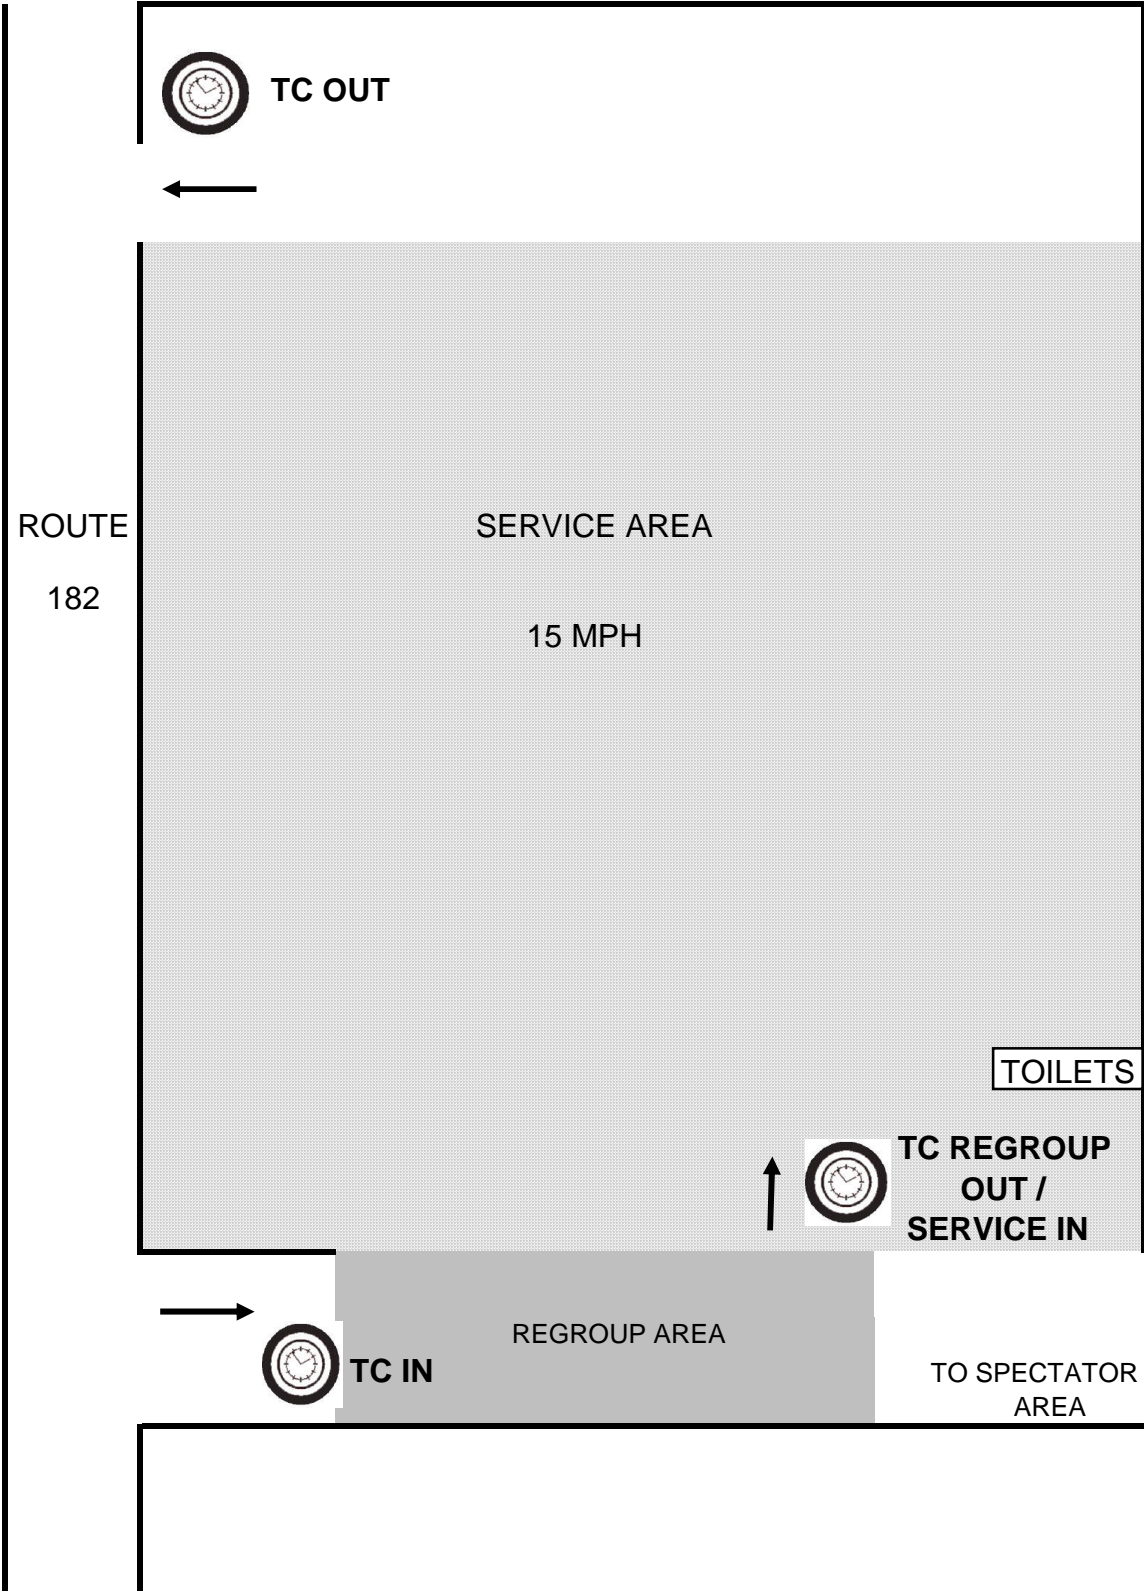 TC OUT
ROUTE
182
SERVICE AREA
15 MPH
TOILETS
TC REGROUP
OUT /
SERVICE IN
REGROUP AREA
TC IN
TO SPECTATOR
AREA